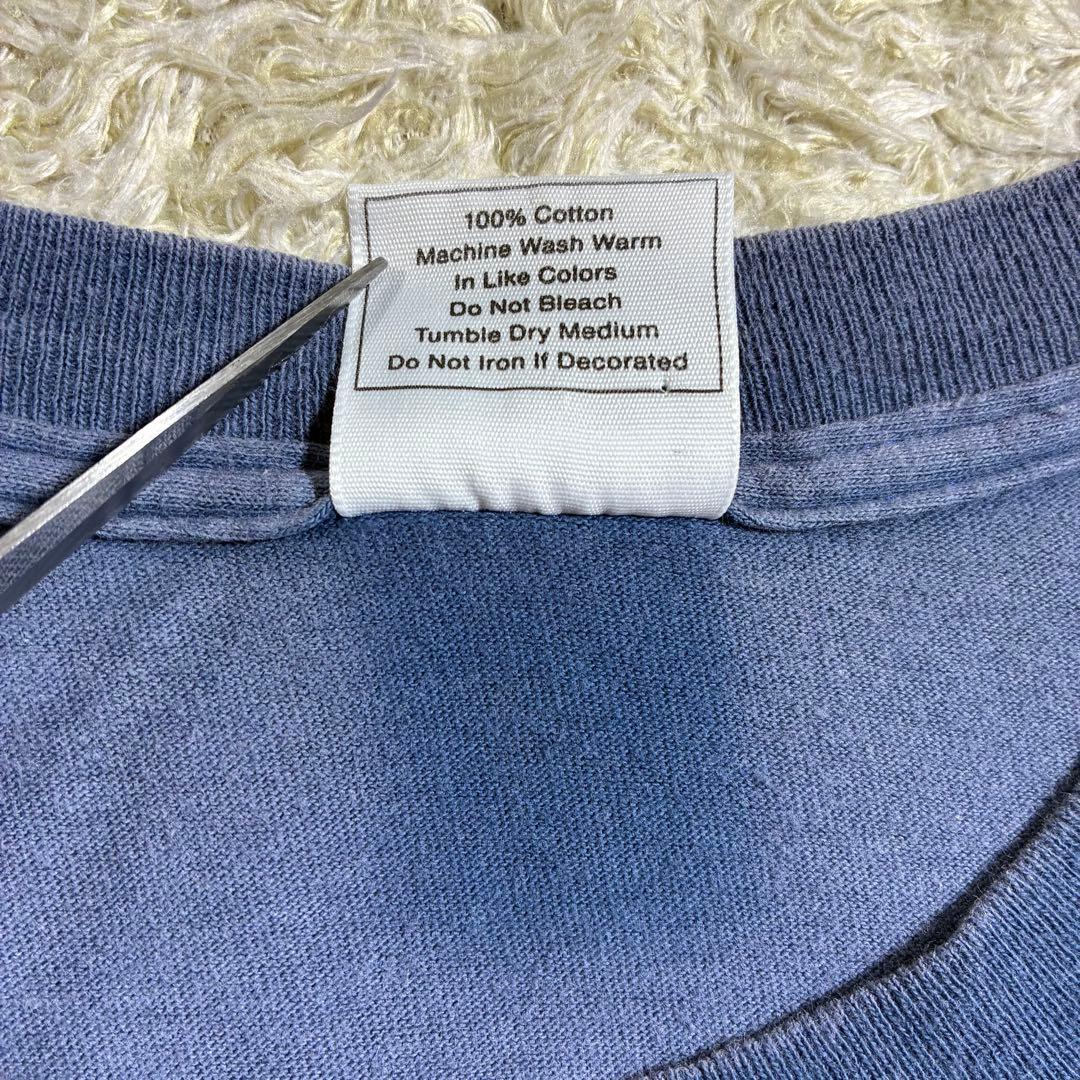 100% Cotton
Machine Wash Warm
In Like Colors
Do Not Bleach
Tumble Dry Medium
Do Not Iron If Decorated